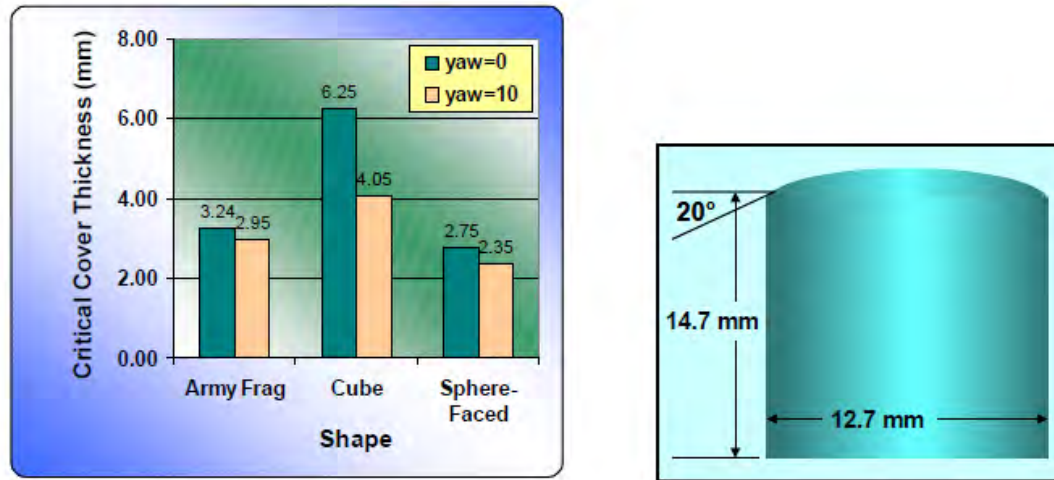 Critical Cover Thickness (mm)
8.00
6.00
4.00
2.00
0.00
yaw=0
yaw=10
3.24
2.95
6.25
4.05
2.75
2.35
Army Frag
Cube
Sphere-
Faced
Shape
20°
14.7 mm
12.7 mm